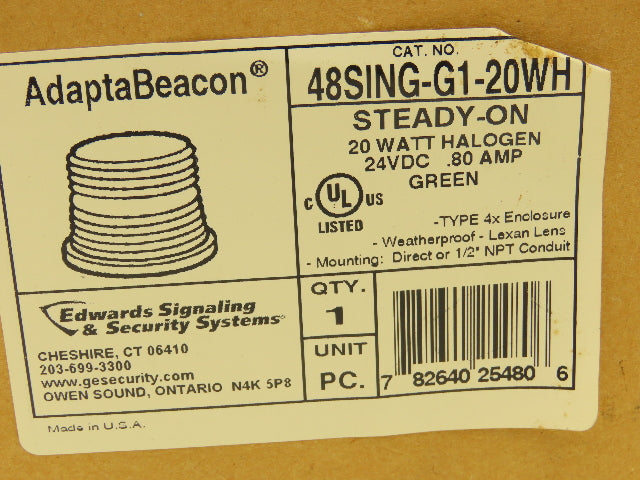 AdaptaBeacon®
CAT. NO.
48SING-G1-20WH
STEADY-ON
20 WATT HALOGEN
24VDC .80 AMP
GREEN
C UL US
LISTED
-TYPE 4x Enclosure
- Weatherproof - Lexan Lens
- Mounting: Direct or 1/2" NPT Conduit
Edwards Signaling
& Security Systems
CHESHIRE, CT 06410
203-699-3300
www.gesecurity.com
OWEN SOUND, ONTARIO N4K 5P8
QTY.
1
UNIT
PC.
7 82640 25480 6
Made in U.S.A.